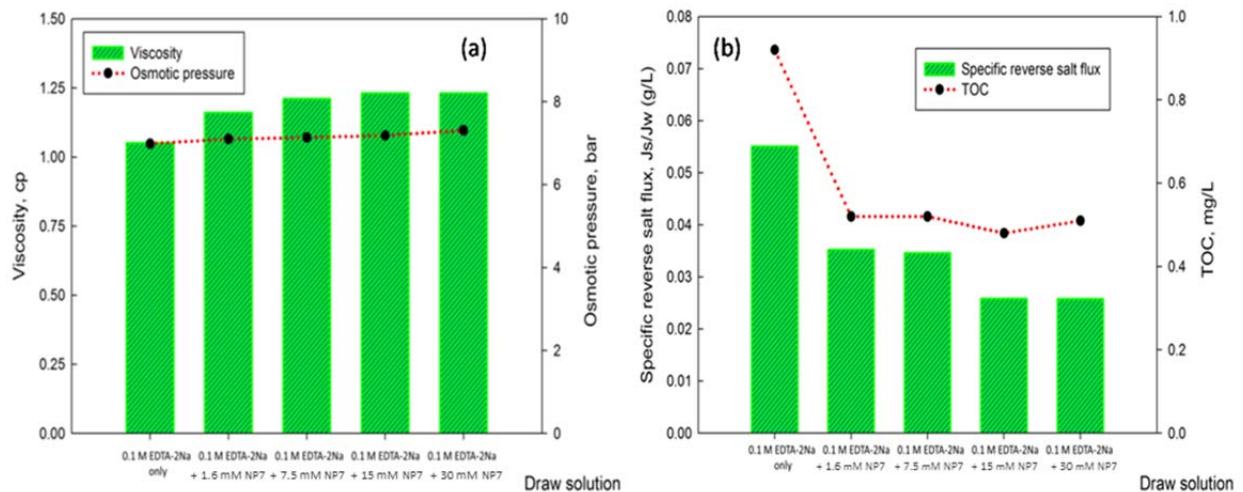 (a)
Viscosity
Osmotic pressure
Viscosity, cp
1.50
1.25
1.00
0.75
0.50
0.25
0.00
Osmotic pressure, bar
10
8
6
4
2
0
0.1 M EDTA-2Na only
0.1 M EDTA-2Na + 1.6 mM NP7
0.1 M EDTA-2Na + 7.5 mM NP7
0.1 M EDTA-2Na + 15 mM NP7
0.1 M EDTA-2Na + 30 mM NP7
Draw solution
(b)
Specific reverse salt flux
TOC
Specific reverse salt flux, Js/Jw (g/L)
0.08
0.07
0.06
0.05
0.04
0.03
0.02
0.01
0.00
TOC, mg/L
1.0
0.8
0.6
0.4
0.2
0.0
0.1 M EDTA-2Na only
0.1 M EDTA-2Na + 1.6 mM NP7
0.1 M EDTA-2Na + 7.5 mM NP7
0.1 M EDTA-2Na + 15 mM NP7
0.1 M EDTA-2Na + 30 mM NP7
Draw solution